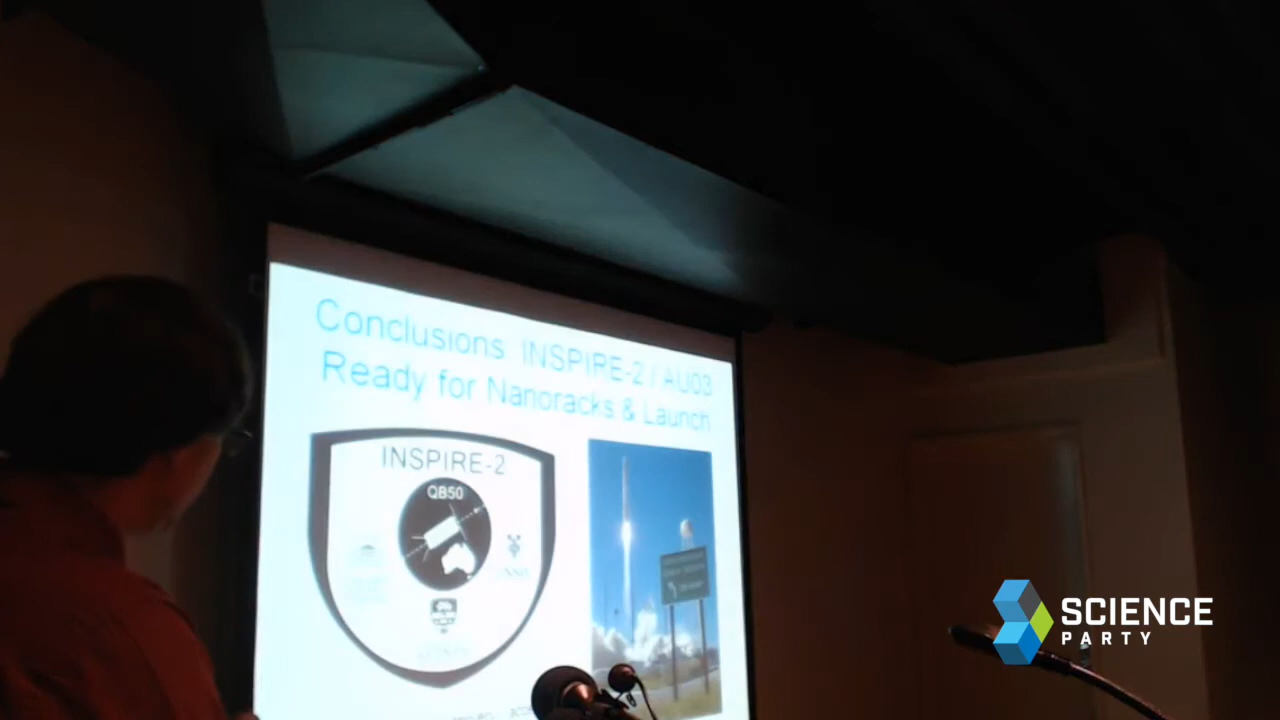 Conclusions INSPIRE-2 / AU03
Ready for Nanoracks & Launch
INSPIRE-2
QB50
SCIENCE
PARTY